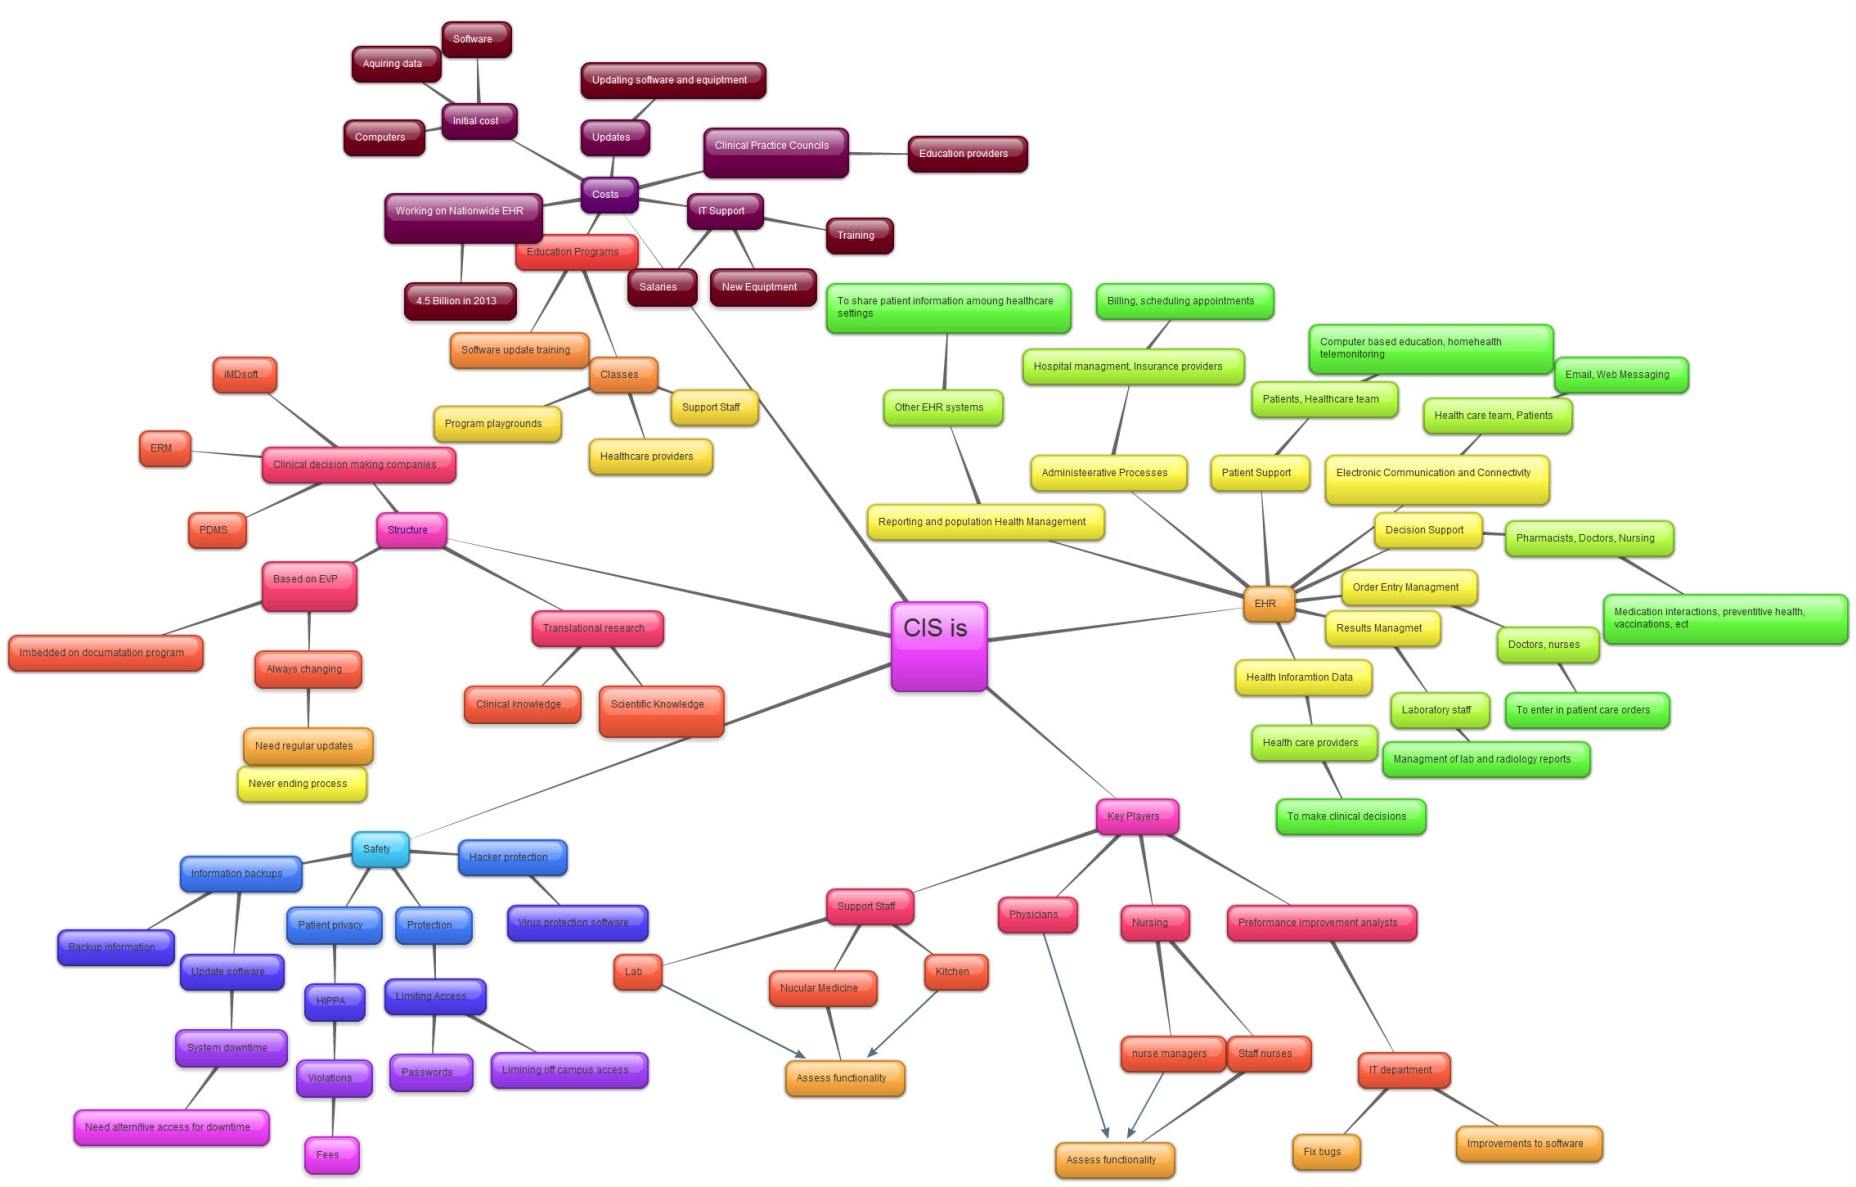 Software
Aquiring data
Initial cost
Computers
Updating software and equiptment
Updates
Clinical Practice Councils
Education providers
Costs
Working on Nationwide EHR
IT Support
Training
Education Programs
Salaries
New Equiptment
4.5 Billion in 2013
Software update training
Classes
Support Staff
Program playgrounds
Healthcare providers
To share patient information amoung healthcare
settings
Billing, scheduling appointments
Hospital managment, Insurance providers
Other EHR systems
Computer based education, homehealth
telemonitoring
Email, Web Messaging
Patients, Healthcare team
Health care team, Patients
Administeerative Processes
Patient Support
Electronic Communication and Connectivity
Reporting and population Health Management
Decision Support
Pharmacists, Doctors, Nursing
EHR
Order Entry Managment
Medication interactions, preventitive health,
vaccinations, ect
Results Managmet
Doctors, nurses
Health Inforamtion Data
Laboratory staff
To enter in patient care orders
Health care providers
Managment of lab and radiology reports
To make clinical decisions
iMDsoft
ERM
Clinical decision making companies
PDMS
Structure
Based on EVP
Translational research
Imbedded on documatation program
Always changing
Clinical knowledge
Scientific Knowledge
Need regular updates
Never ending process
CIS is
Safety
Hacker protection
Information backups
Patient privacy
Protection
Virus protection software
Backup information
Update software
HIPPA
Limiting Access
System downtime
Violations
Passwords
Limining off campus access
Need alternitive access for downtime
Fees
Key Players
Support Staff
Physicians
Nursing
Preformance improvement analysts
Lab
Nucular Medicine
Kitchen
nurse managers
Staff nurses
IT department
Assess functionality
Assess functionality
Fix bugs
Improvements to software